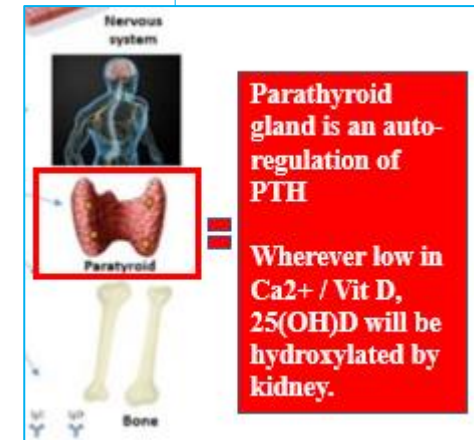 Nervous
system
Paratyroid
Bone
Parathyroid
gland is an auto-
regulation of
PTH
Wherever low in
Ca2+ / Vit D,
25(OH)D will be
hydroxylated by
kidney.